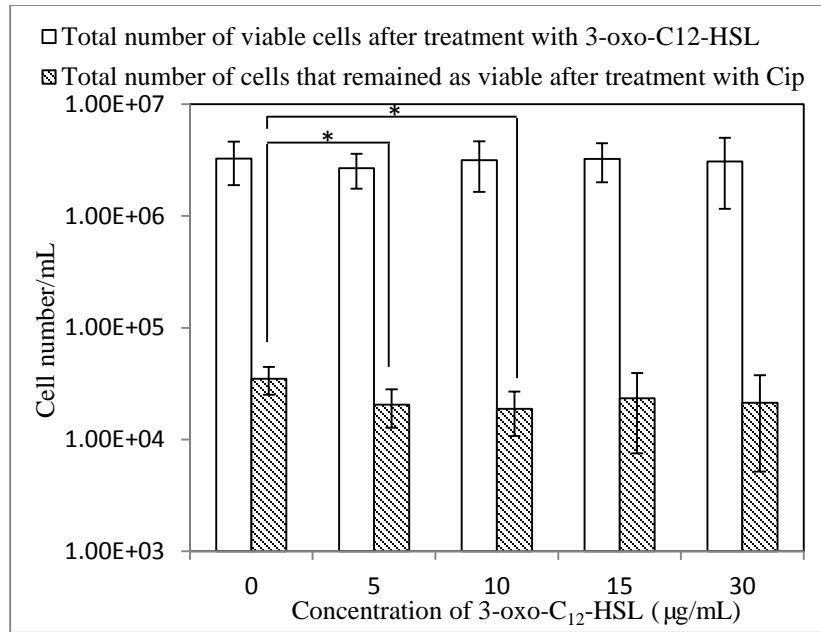 Total number of viable cells after treatment with 3-oxo-C12-HSL
Total number of cells that remained as viable after treatment with Cip
1.00E+07
*
*
1.00E+06
1.00E+05
1.00E+04
1.00E+03
Cell number/mL
0 5 10 15 30
Concentration of 3-oxo-C₁₂-HSL (µg/mL)